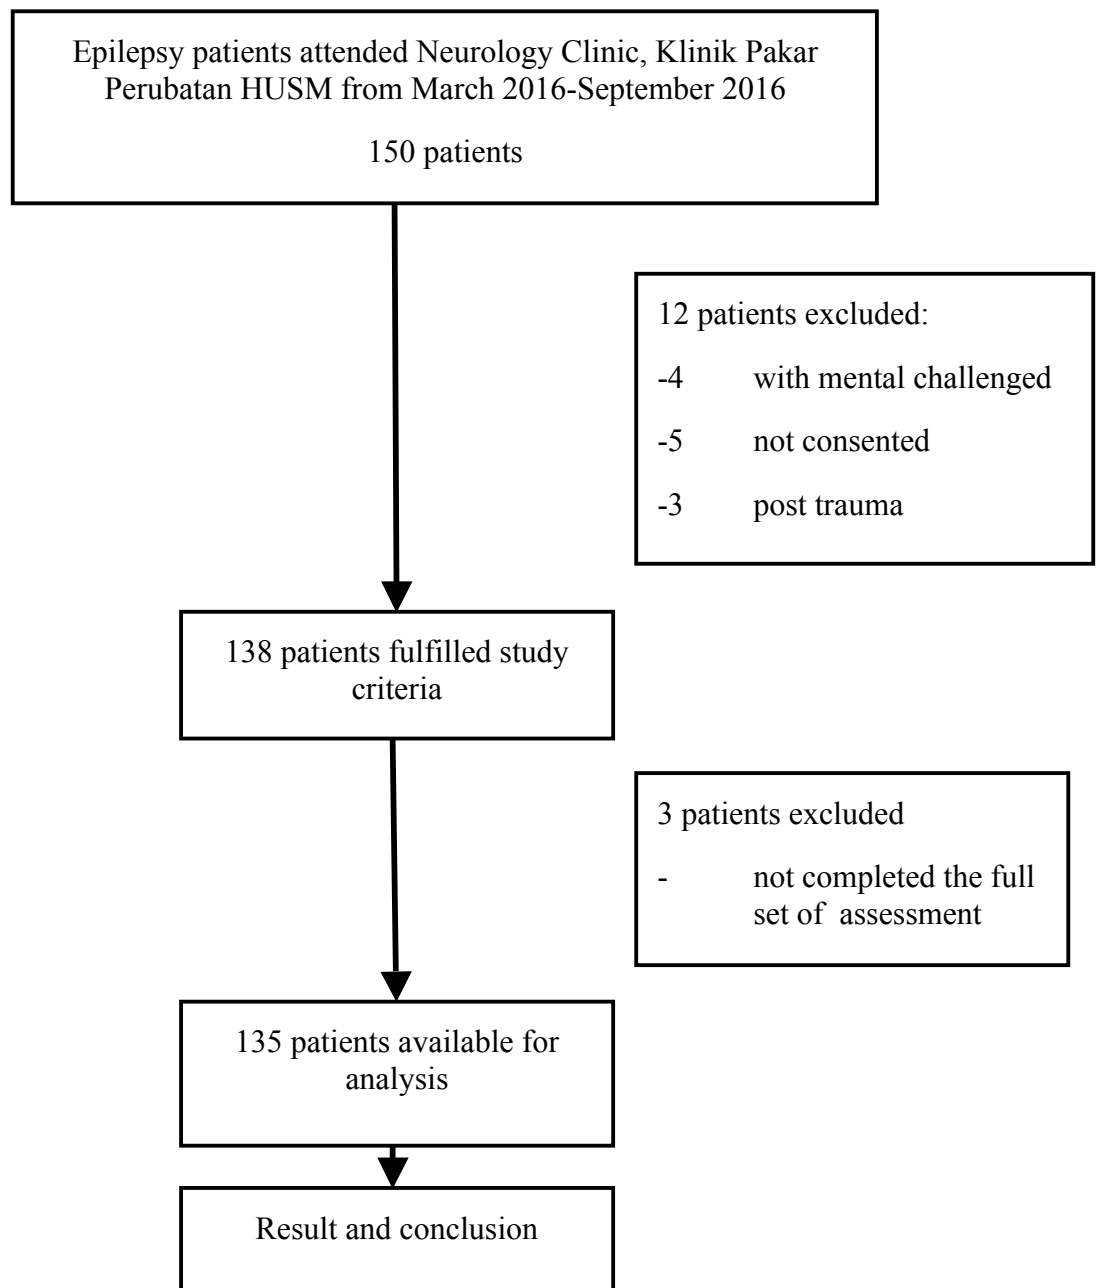 Epilepsy patients attended Neurology Clinic, Klinik Pakar
Perubatan HUSM from March 2016-September 2016
150 patients
12 patients excluded:
-4 with mental challenged
-5 not consented
-3 post trauma
138 patients fulfilled study
criteria
3 patients excluded
- not completed the full
set of assessment
135 patients available for
analysis
Result and conclusion